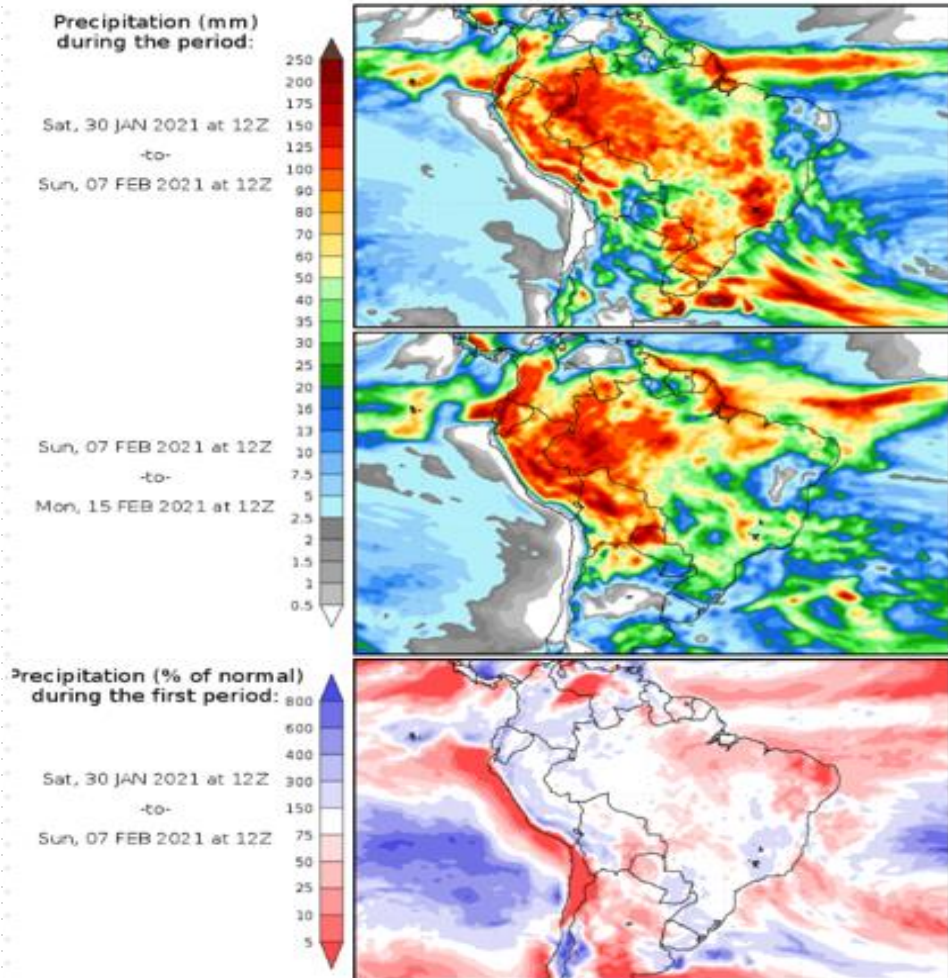 Precipitation (mm)
during the period:
Sat, 30 JAN 2021 at 12Z
-to-
Sun, 07 FEB 2021 at 12Z
Sun, 07 FEB 2021 at 12Z
-to-
Mon, 15 FEB 2021 at 12Z
250
200
175
150
125
100
90
80
70
60
50
40
35
30
25
20
16
13
10
7.5
5
2.5
2
1.5
1
0.5
Precipitation (% of normal)
during the first period:
Sat, 30 JAN 2021 at 12Z
-to-
Sun, 07 FEB 2021 at 12Z
800
600
400
300
150
75
50
25
10
5